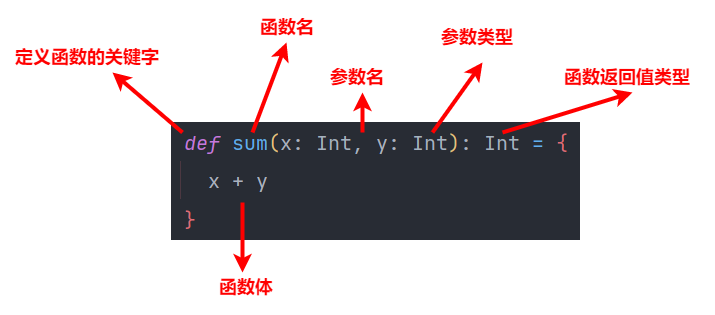 函数名
参数类型
定义函数的关键字
参数名
函数返回值类型
def sum(x: Int, y: Int): Int = {
x + y
}
函数体